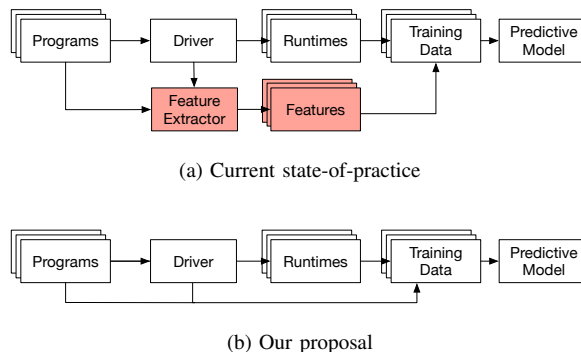 Programs
Driver
Runtimes
Training
Data
Predictive
Model
Feature
Extractor
Features
(a) Current state-of-practice
Programs
Driver
Runtimes
Training
Data
Predictive
Model
(b) Our proposal